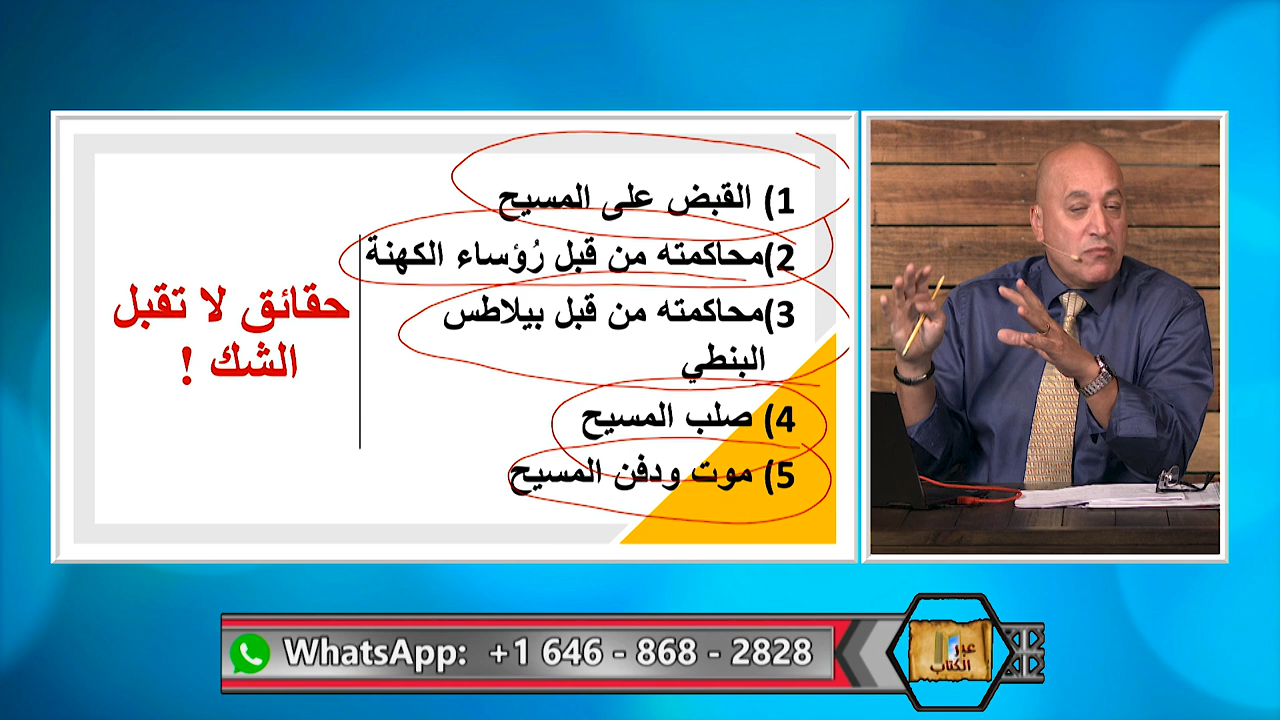 1) القبض على المسيح
2)محاكمته من قبل رُؤساء الكهنة
3)محاكمته من قبل بيلاطس
البنطي
4) صلب المسيح
5) موت ودفن المسيح
حقائق لا تقبل
الشك !
WhatsApp: +1 646 - 868 - 2828
عبر
الكتاب